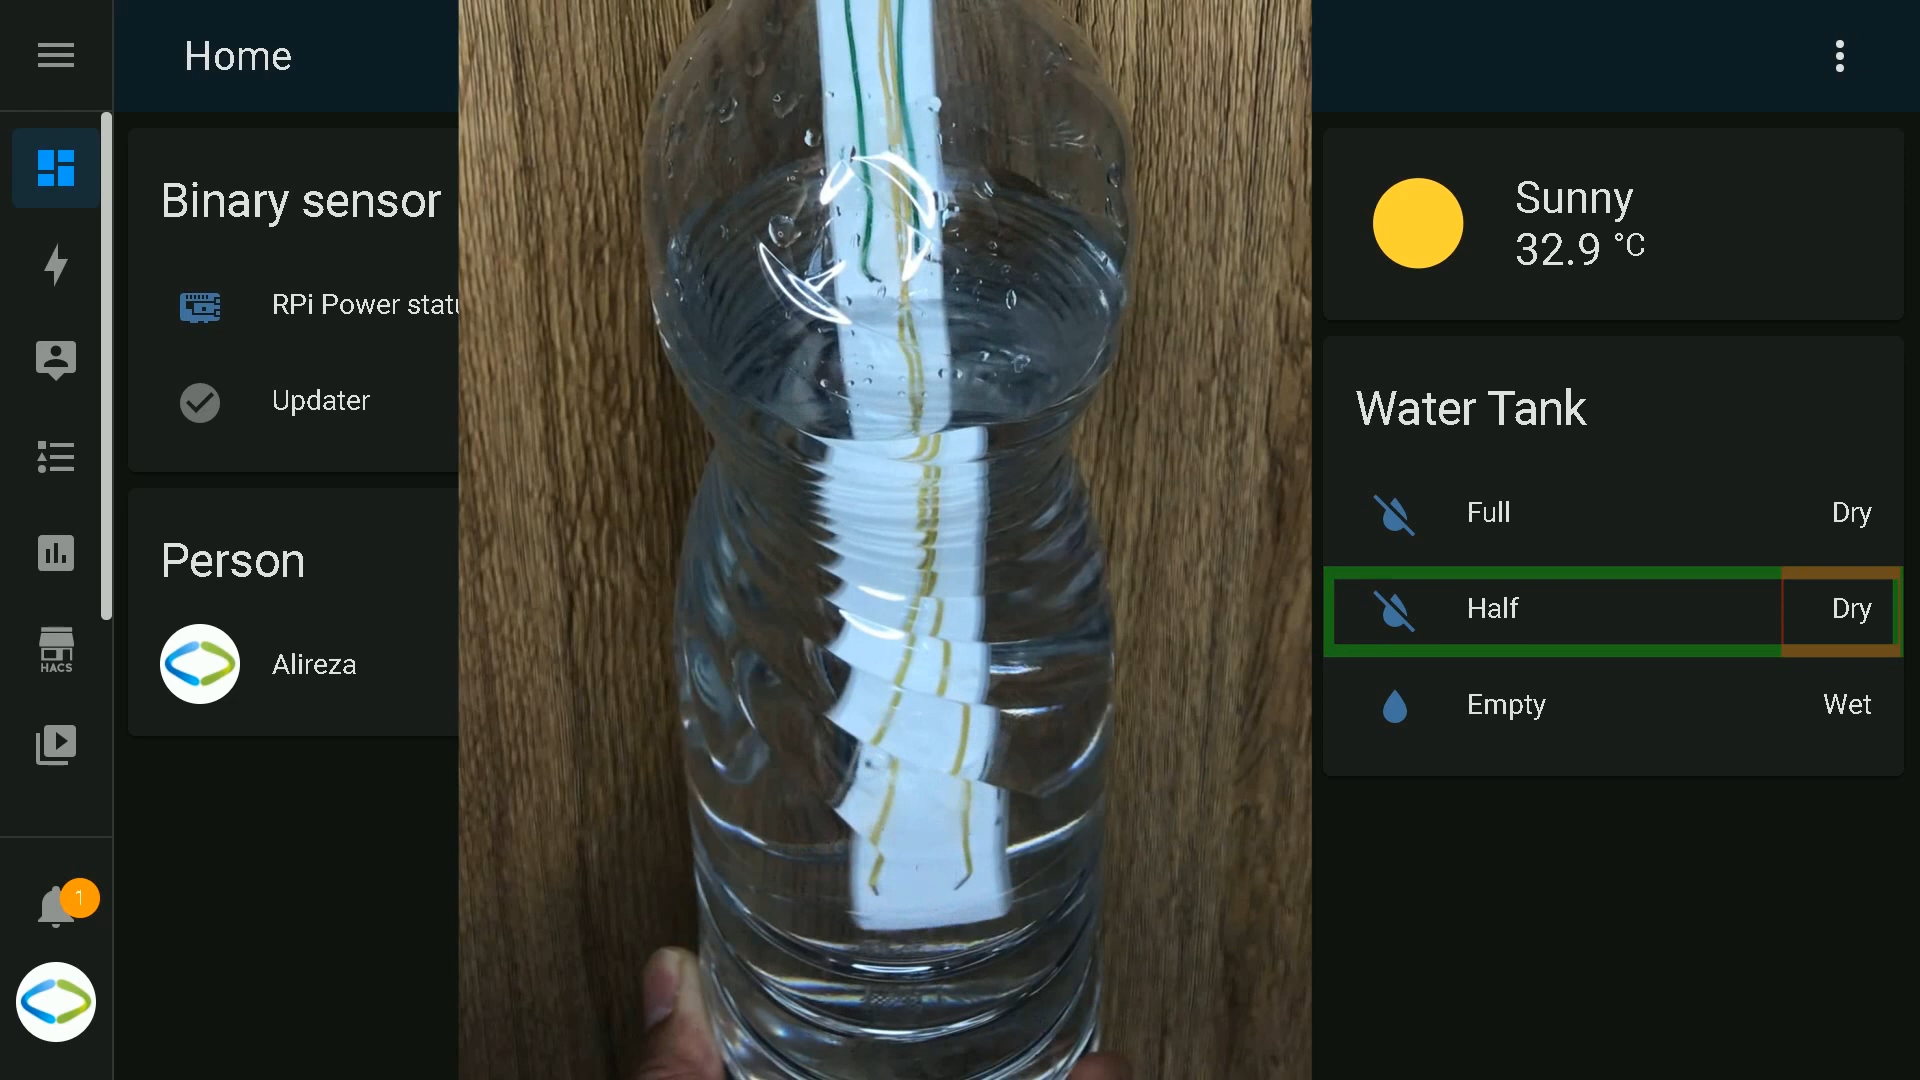 Home
Binary sensor
RPi Power statu
Updater
Person
Alireza
HACS
1
Sunny
32.9 °C
Water Tank
Full Dry
Half Dry
Empty Wet